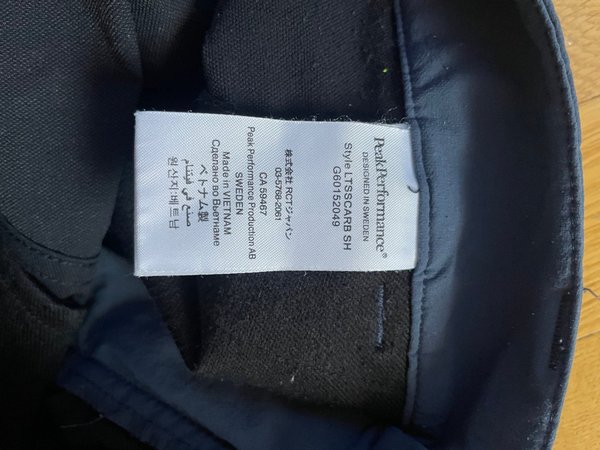 PeakPerformance®
DESIGNED IN SWEDEN
Style LTSSCARB SH
G60152049
株式会社 RCTジャパン
03-5768-2061
CA 59467
Peak Performance Production AB
SWEDEN
Made in VIETNAM
ベトナム製
Сделано во Вьетнаме
صنع في فيتنام
원산지:베트남